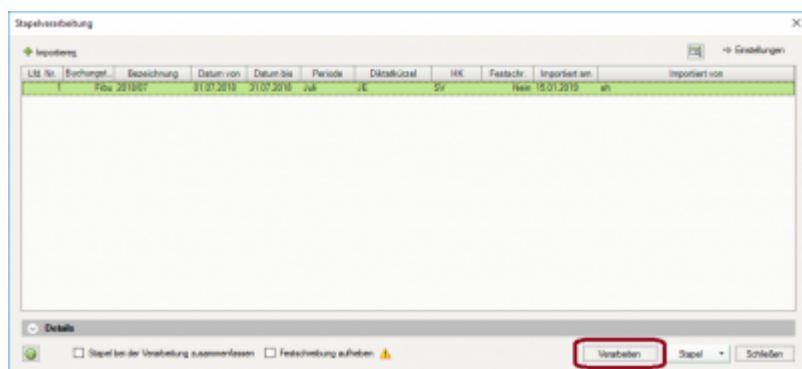 Stapelverarbeitung
Importieren
Einstellungen
Lfd. Nr. Buchungst... Bezeichnung Datum von Datum bis Periode Diktatkürzel HK Festschr. Importiert am Importiert von
1 Fibu 2018/07 01.07.2018 31.07.2018 Juli JE SV Nein 15.01.2019 ah
Details
Stapel bei der Verarbeitung zusammenfassen Festschreibung aufheben Verarbeiten Stapel Schließen